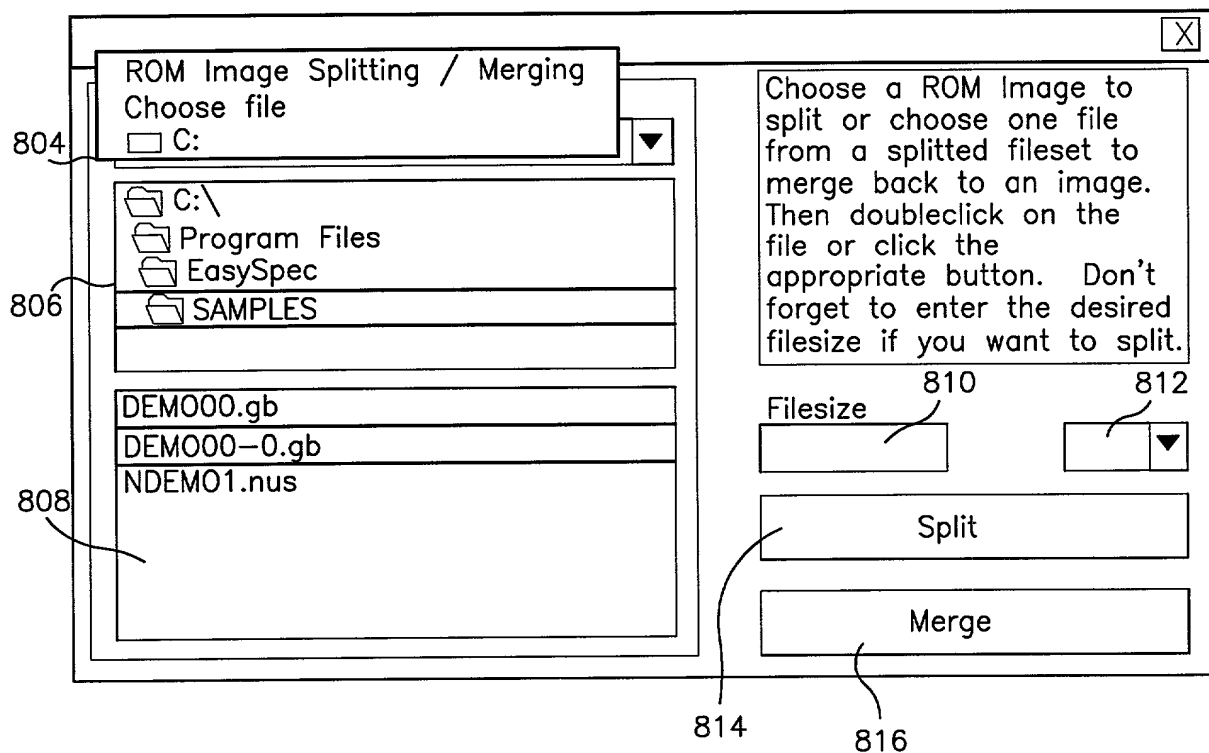 X
ROM Image Splitting / Merging
Choose file
C:
804
C:\
Program Files
EasySpec
806
SAMPLES
DEMO00.gb
DEMO00-0.gb
NDEMO1.nus
808
Choose a ROM Image to
split or choose one file
from a splitted fileset to
merge back to an image.
Then doubleclick on the
file or click the
appropriate button. Don't
forget to enter the desired
filesize if you want to split.
810
812
Filesize
Split
Merge
814
816